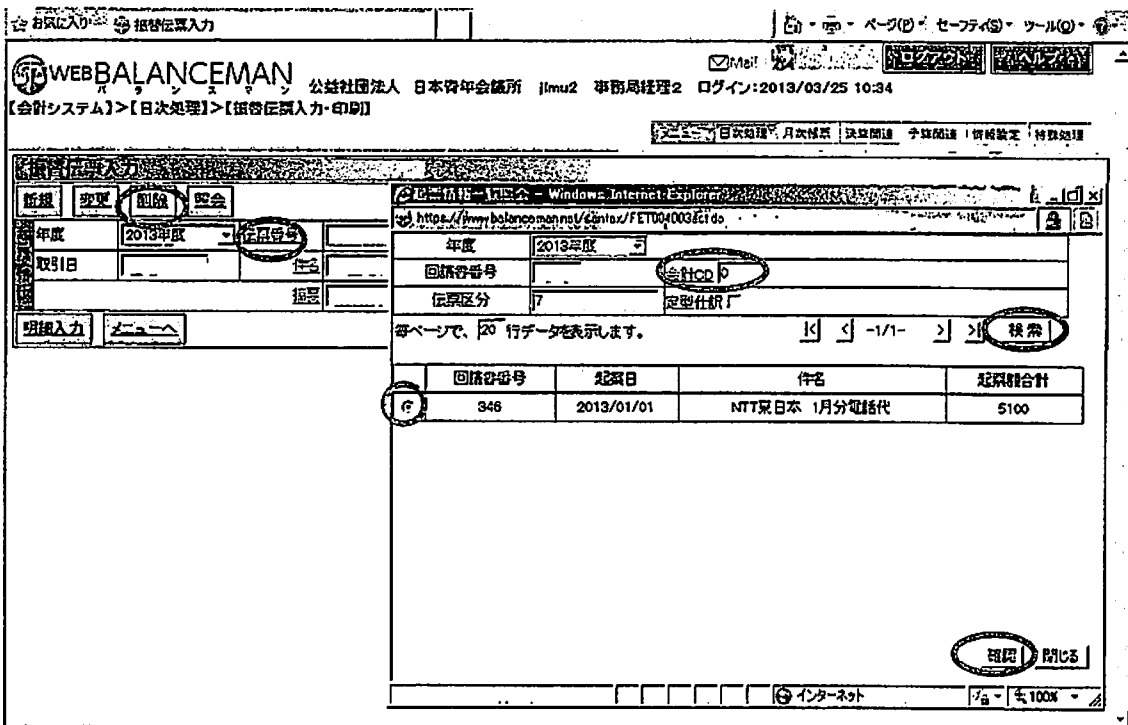 お気に入り 振替伝票入力
ページ(P) セーフティ(S) ツール(O)
WEBBALANCEMAN
バランスマン
公益社団法人 日本青年会議所 jimu2 事務局経理2 ログイン:2013/03/25 10:34
Mail ログアウト ヘルプ
【会計システム】>【日次処理】>【振替伝票入力・印刷】
メニュー 日次処理 月次帳票 決算関連 予算関連 情報設定 特殊処理
振替伝票入力
新規 変更 削除 照会
年度 2013年度 伝票番号
取引日 件名
摘要
明細入力 メニューへ
Windows Internet Explorer
年度 2013年度
回議書番号 会計CD 0
伝票区分 7 定型仕訳
毎ページで、20 行データを表示します。 -1/1- 検索
回議書番号 起票日 件名 起票額合計
346 2013/01/01 NTT東日本 1月分電話代 5100
確認 閉じる
インターネット 100%